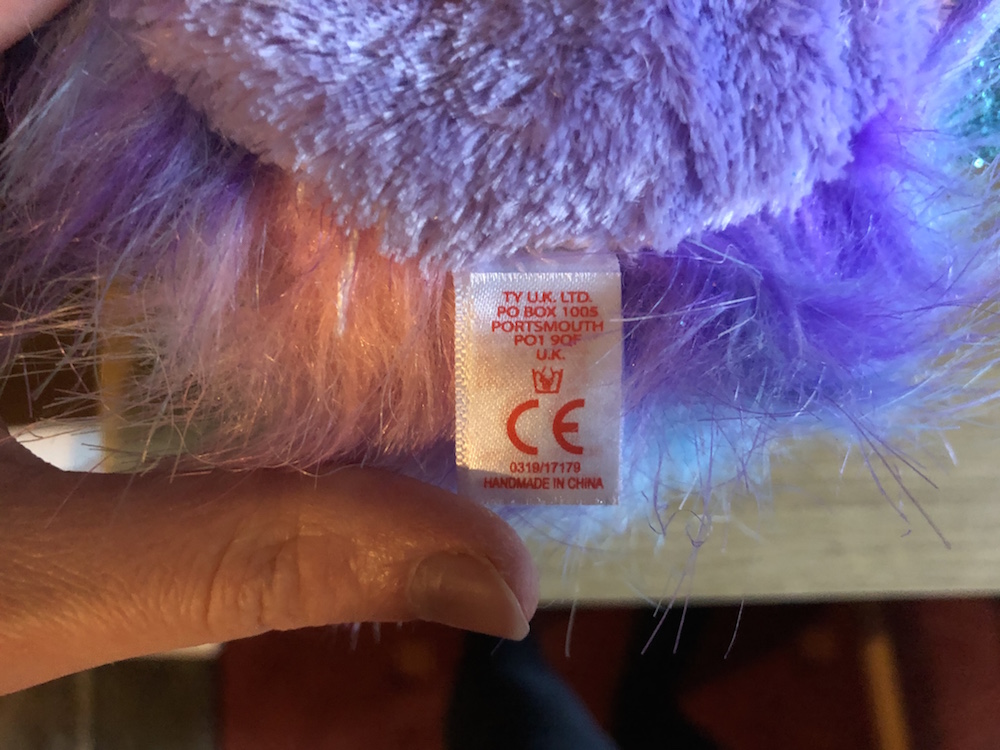 TY U.K. LTD.
PO BOX 1005
PORTSMOUTH
PO1 9QF
U.K.
CE
0319/17179
HANDMADE IN CHINA